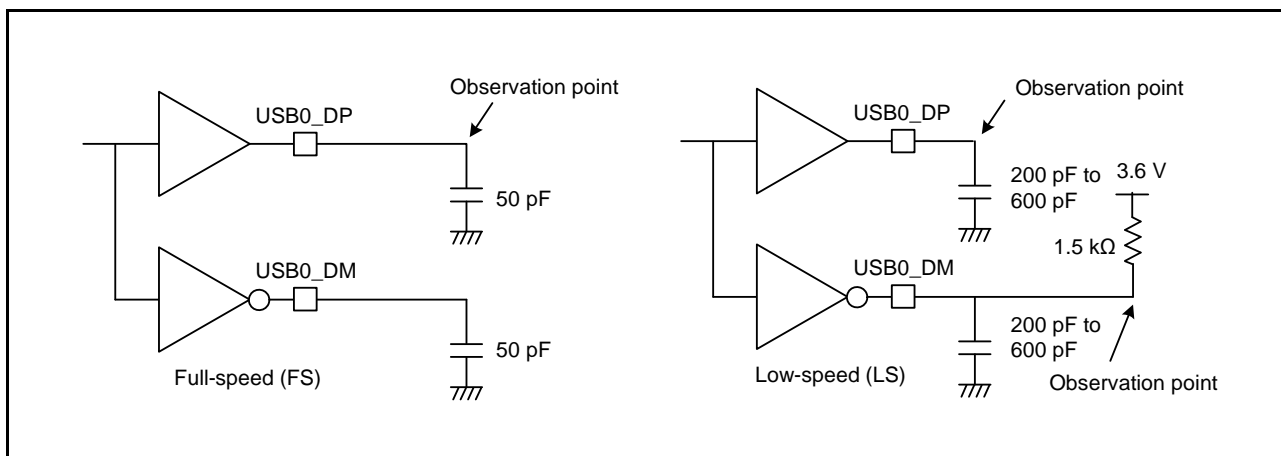 Observation point
USB0_DP
50 pF
USB0_DM
50 pF
Full-speed (FS)
Observation point
USB0_DP
200 pF to
600 pF
3.6 V
1.5 kΩ
USB0_DM
200 pF to
600 pF
Observation point
Low-speed (LS)